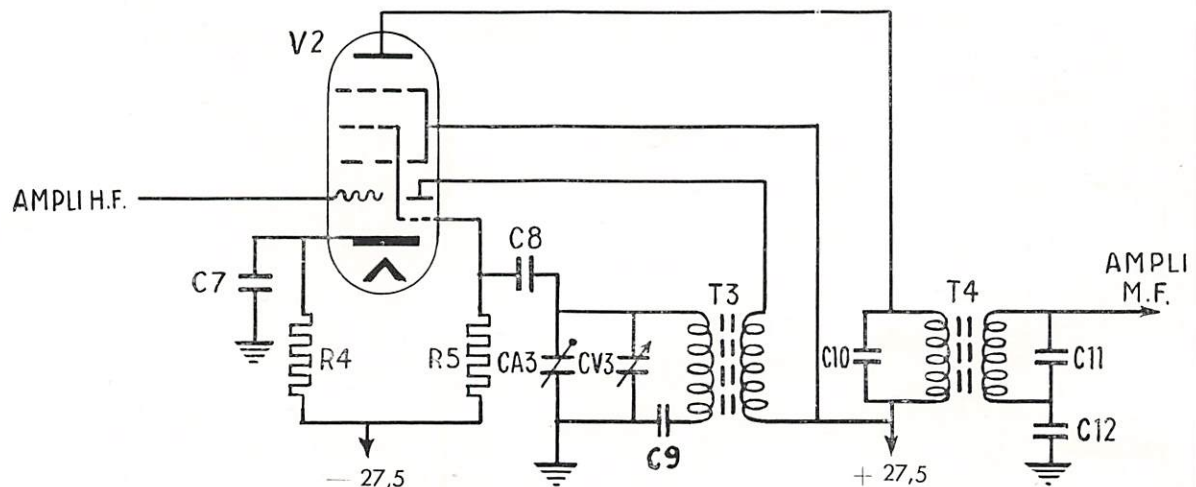 V2
AMPLI H.F.
C7
R4
R5
C8
CA3
CV3
T3
C9
C10
T4
AMPLI
M.F.
C11
C12
− 27,5
+ 27,5